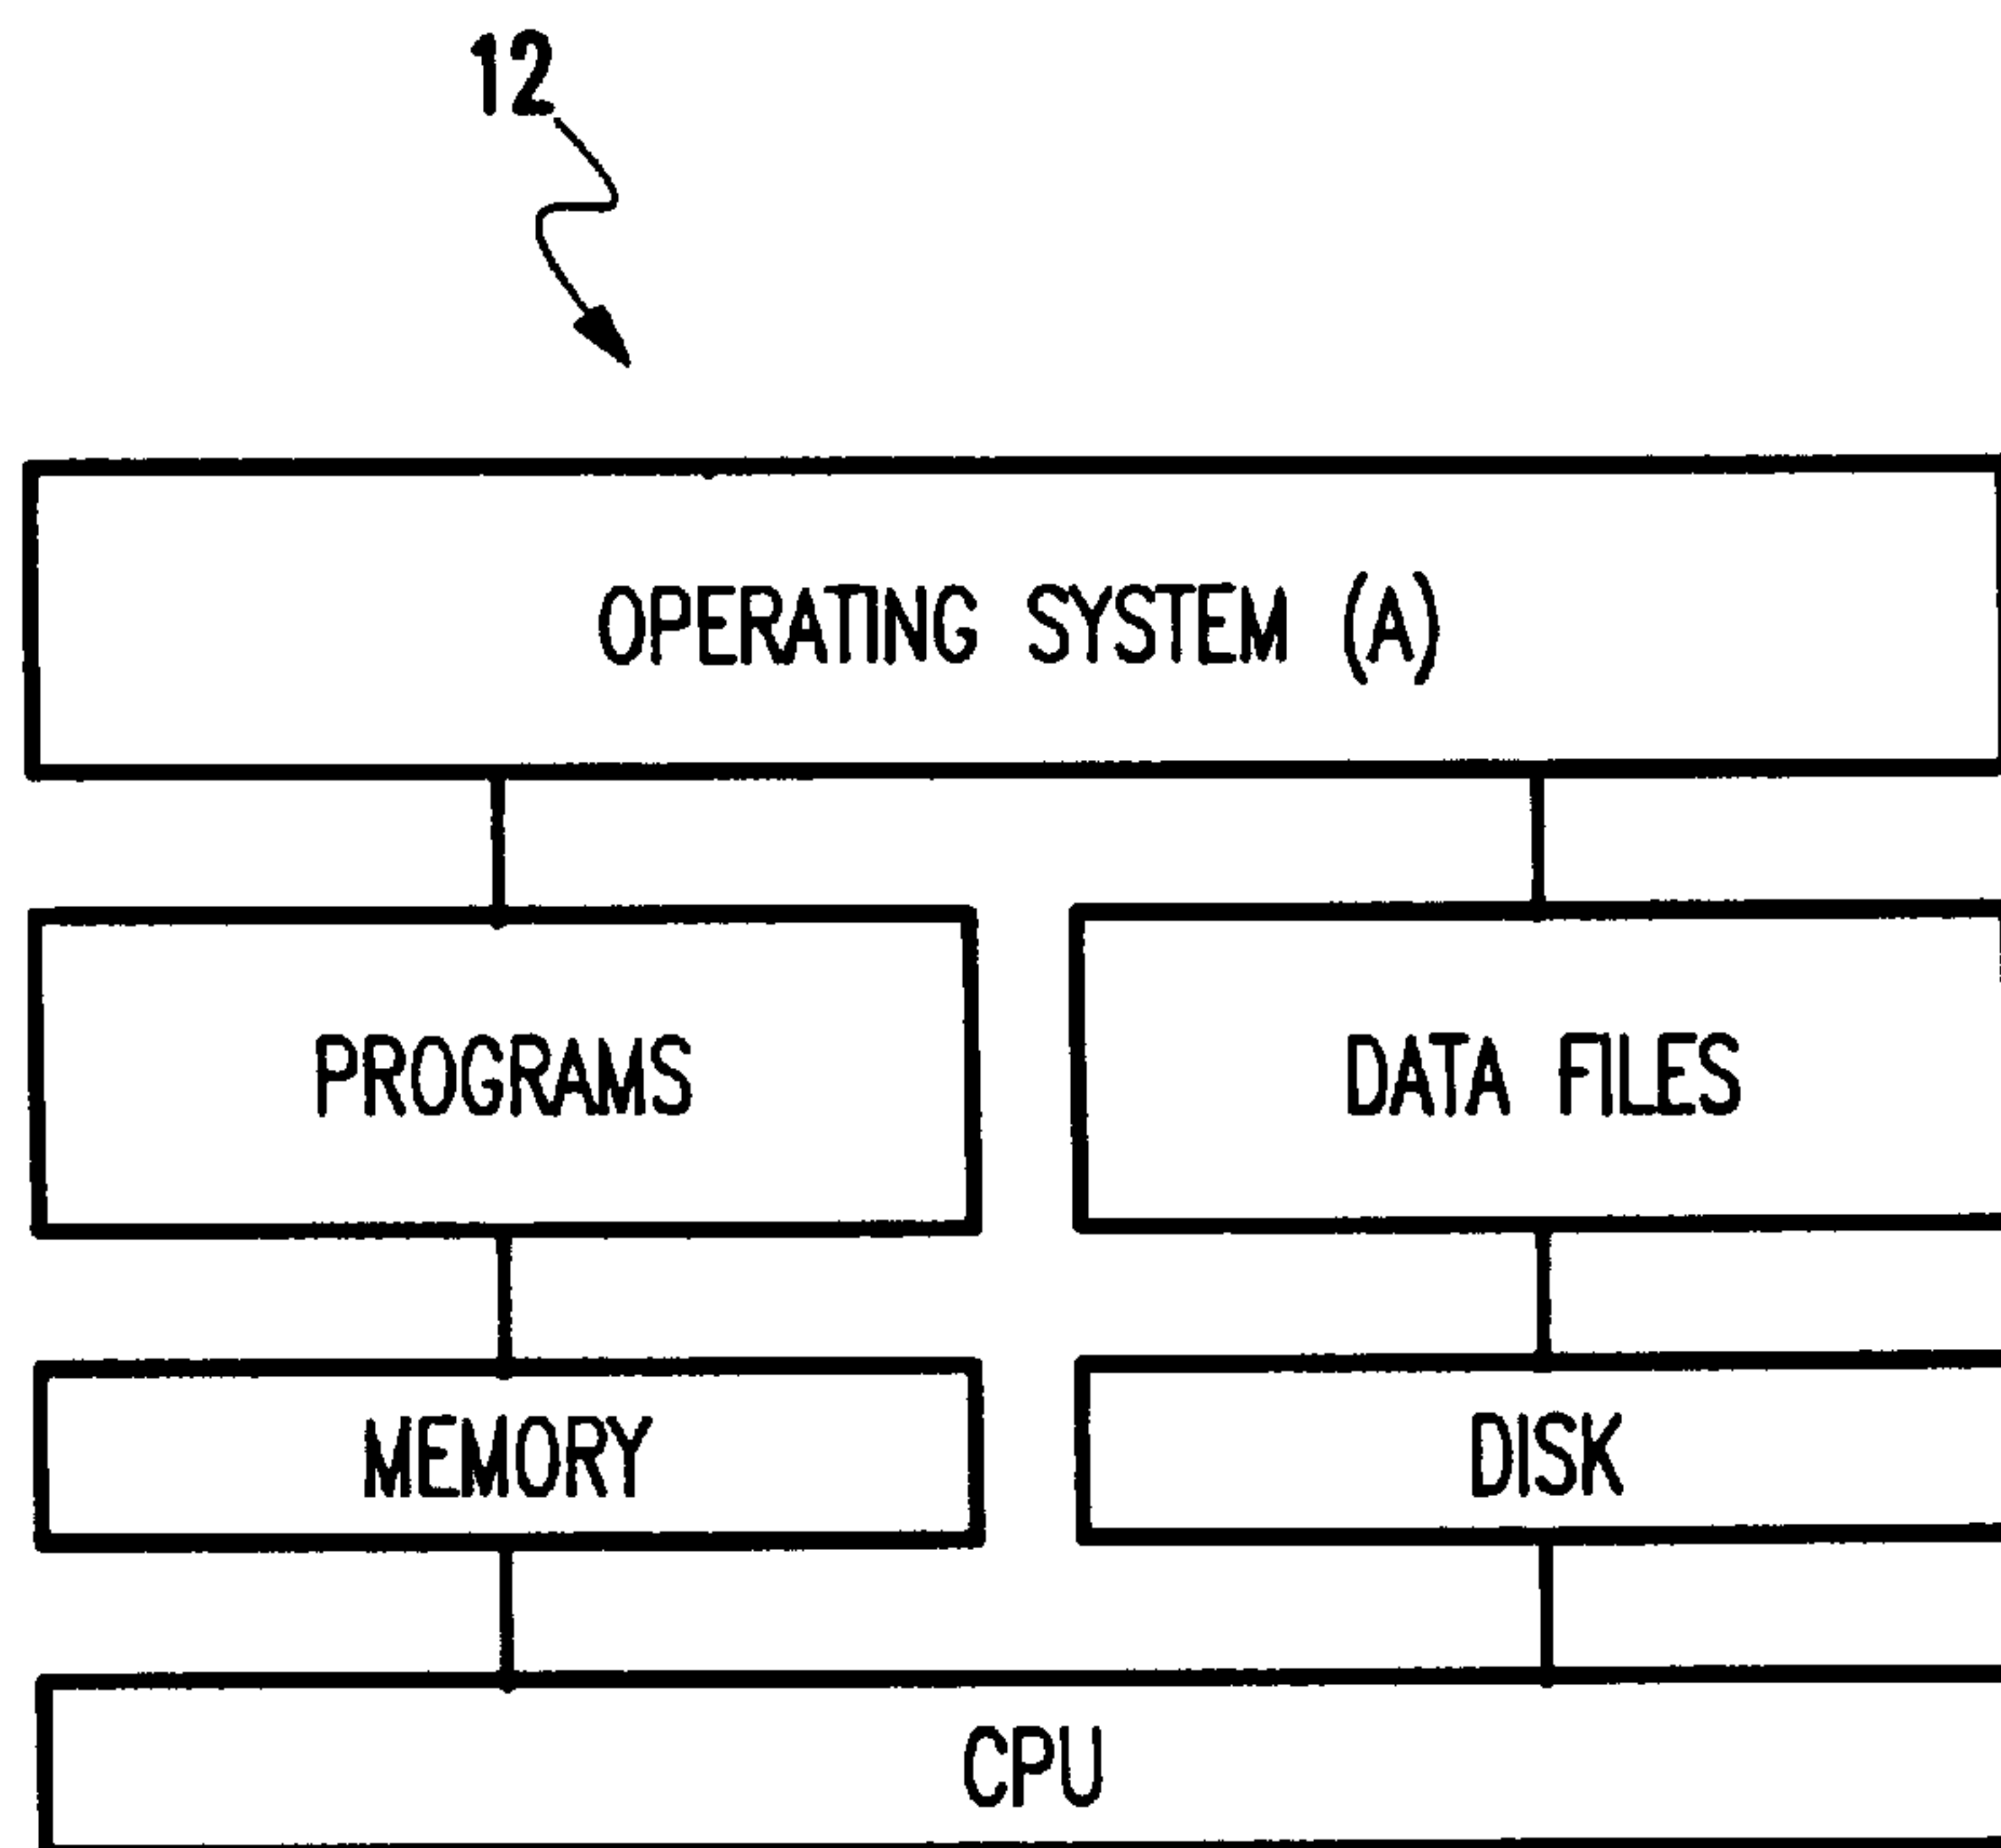 12
OPERATING SYSTEM (A)
PROGRAMS
DATA FILES
MEMORY
DISK
CPU